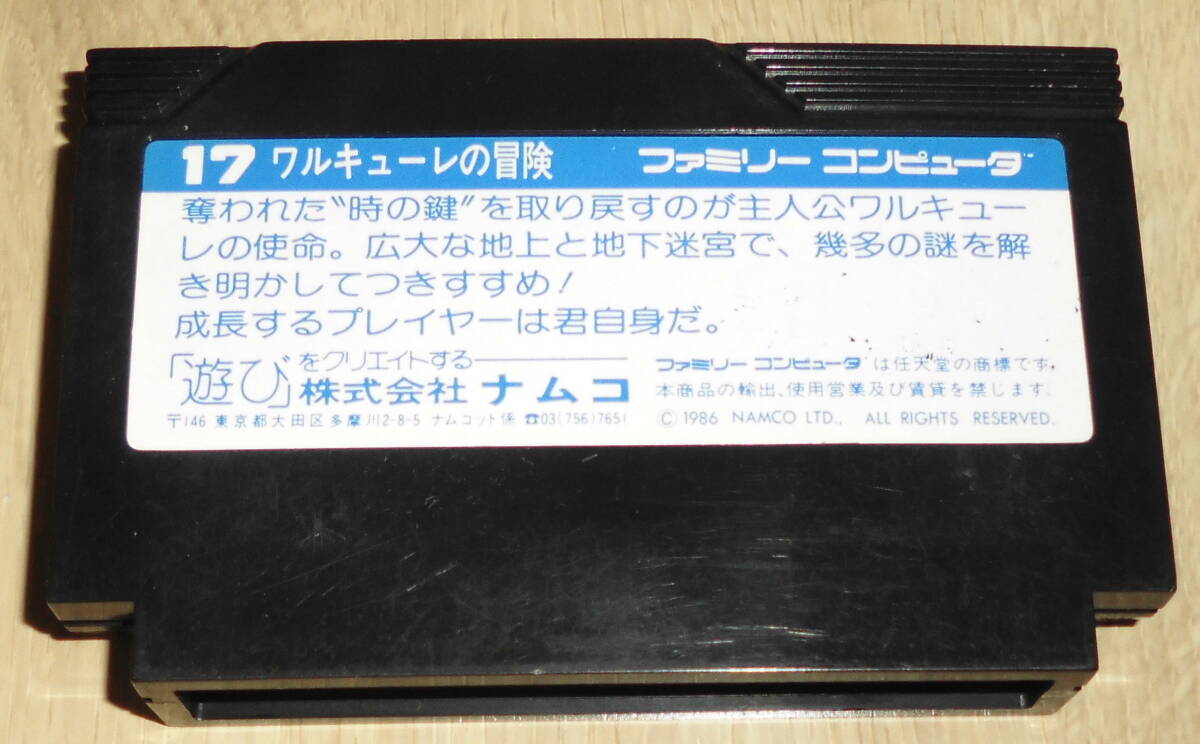 17 ワルキューレの冒険 ファミリー コンピュータ™
奪われた“時の鍵”を取り戻すのが主人公ワルキュー
レの使命。広大な地上と地下迷宮で、幾多の謎を解
き明かしてつきすすめ!
成長するプレイヤーは君自身だ。
「遊び」をクリエイトする
株式会社 ナムコ
〒146 東京都大田区多摩川2-8-5 ナムコット係 ☎03(756)7651
ファミリー コンピュータ は任天堂の商標です。
本商品の輸出、使用営業及び賃貸を禁じます。
© 1986 NAMCO LTD., ALL RIGHTS RESERVED.